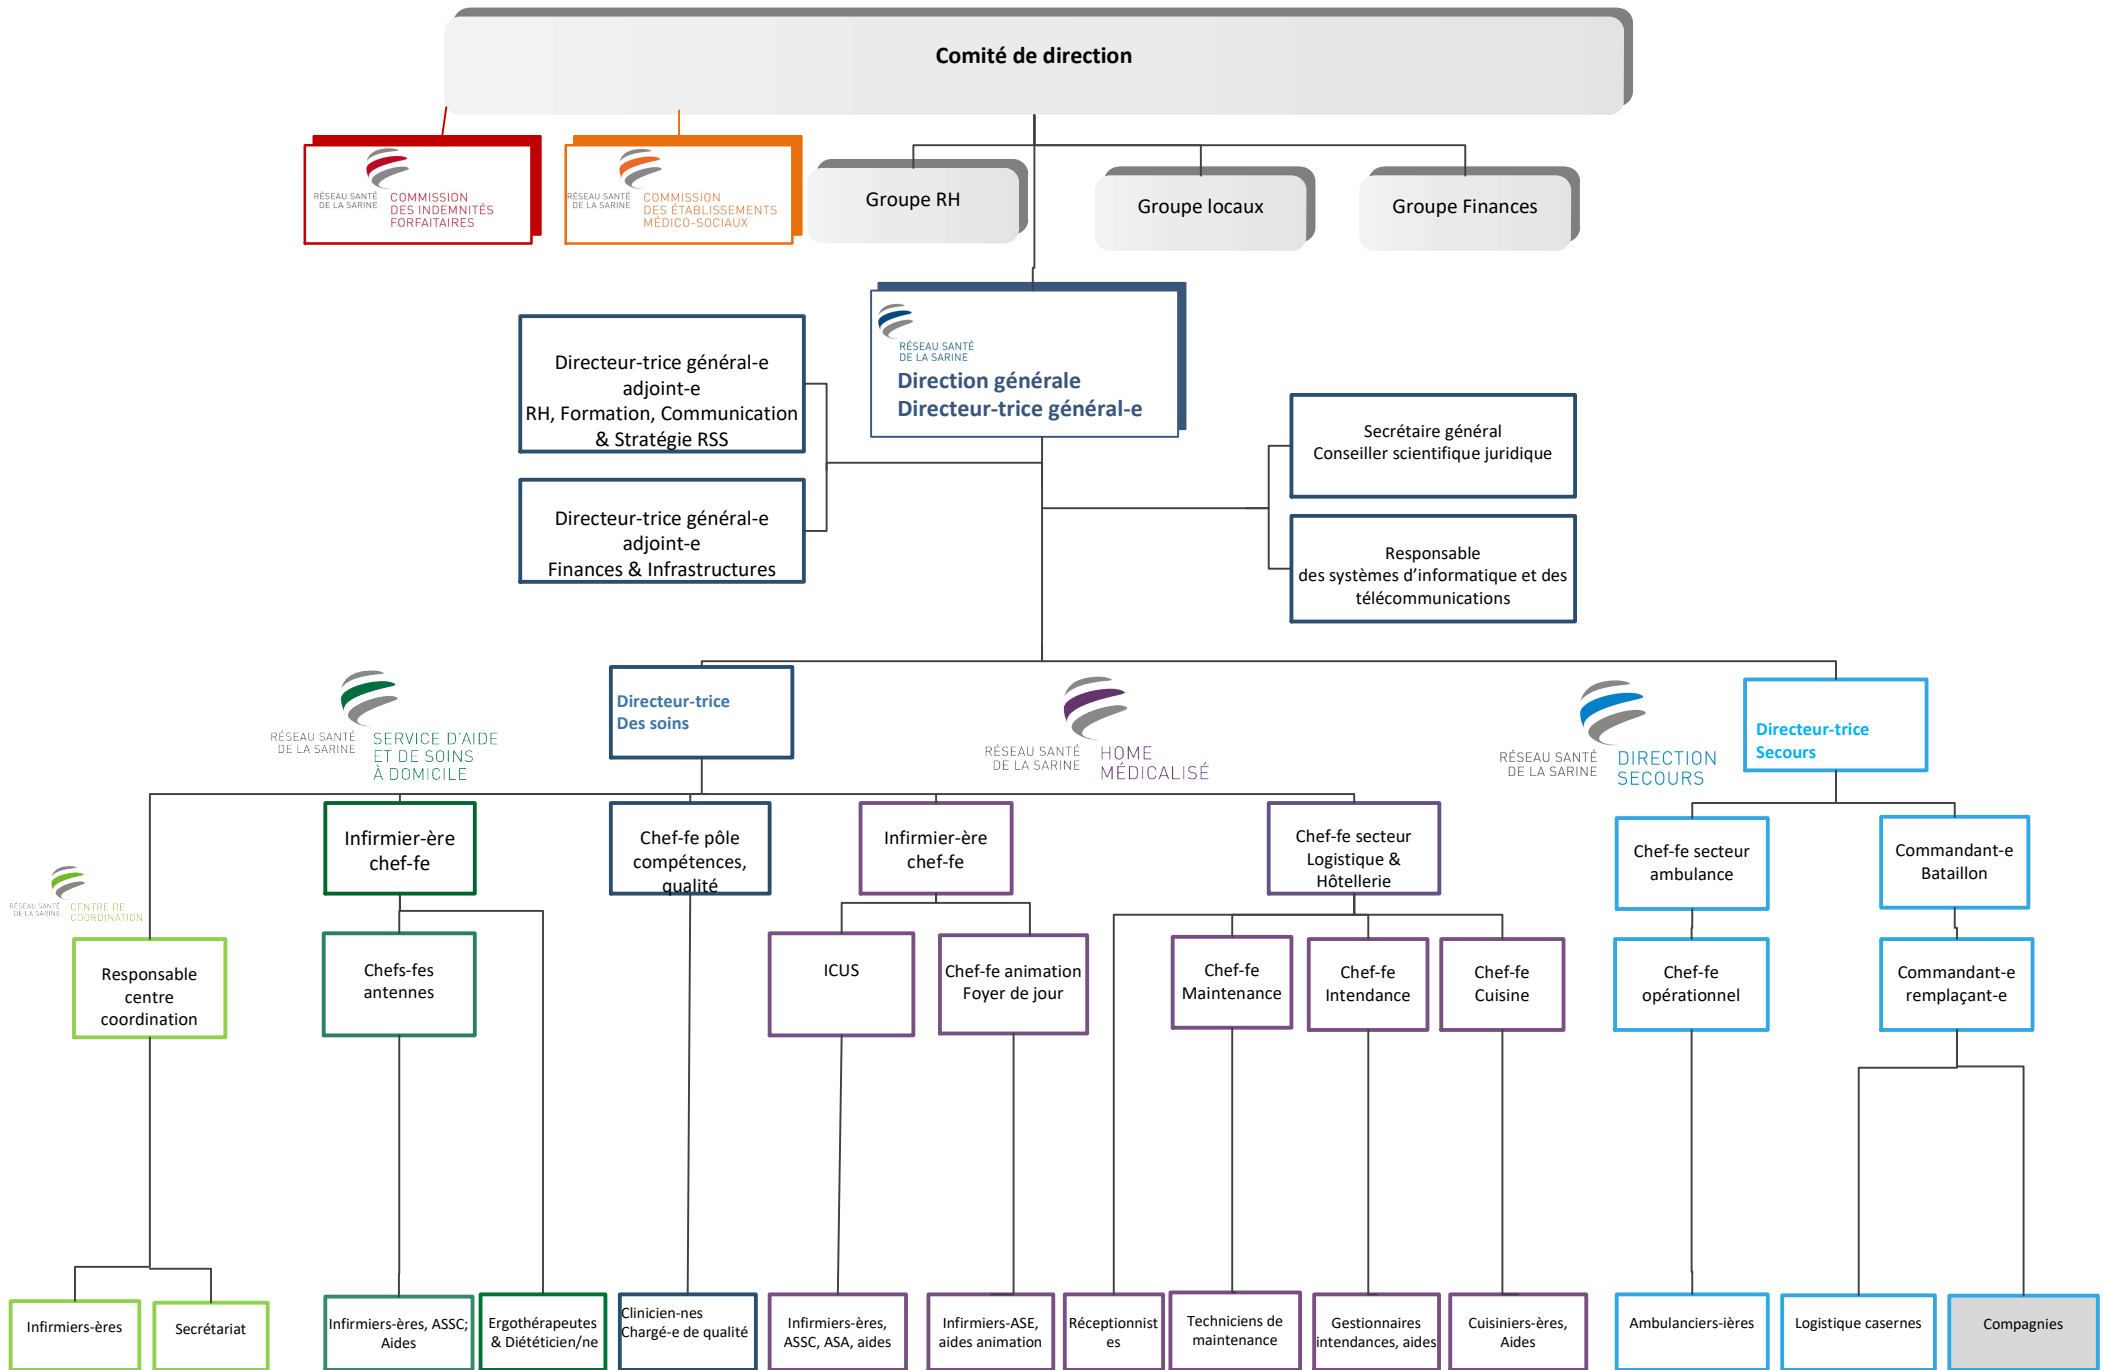 Comité de direction
RÉSEAU SANTÉ
DE LA SARINE
COMMISSION
DES INDEMNITÉS
FORFAITAIRES
RÉSEAU SANTÉ
DE LA SARINE
COMMISSION
DES ÉTABLISSEMENTS
MÉDICO-SOCIAUX
Groupe RH
Groupe locaux
Groupe Finances
RÉSEAU SANTÉ
DE LA SARINE
Direction générale
Directeur-trice général-e
Directeur-trice général-e
adjoint-e
RH, Formation, Communication
& Stratégie RSS
Secrétaire général
Conseiller scientifique juridique
Directeur-trice général-e
adjoint-e
Finances & Infrastructures
Responsable
des systèmes d’informatique et des
télécommunications
RÉSEAU SANTÉ
DE LA SARINE
SERVICE D'AIDE
ET DE SOINS
À DOMICILE
Directeur-trice
Des soins
RÉSEAU SANTÉ
DE LA SARINE
HOME
MÉDICALISÉ
RÉSEAU SANTÉ
DE LA SARINE
DIRECTION
SECOURS
Directeur-trice
Secours
Infirmier-ère
chef-fe
Chef-fe pôle
compétences,
qualité
Infirmier-ère
chef-fe
Chef-fe secteur
Logistique &
Hôtellerie
Chef-fe secteur
ambulance
Commandant-e
Bataillon
RÉSEAU SANTÉ
DE LA SARINE
CENTRE DE
COORDINATION
Responsable
centre
coordination
Chefs-fes
antennes
ICUS
Chef-fe animation
Foyer de jour
Chef-fe
Maintenance
Chef-fe
Intendance
Chef-fe
Cuisine
Chef-fe
opérationnel
Commandant-e
remplaçant-e
Infirmiers-ères
Secrétariat
Infirmiers-ères, ASSC;
Aides
Ergothérapeutes
& Diététicien/ne
Clinicien-nes
Chargé-e de qualité
Infirmiers-ères,
ASSC, ASA, aides
Infirmiers-ASE,
aides animation
Réceptionnist
es
Techniciens de
maintenance
Gestionnaires
intendances, aides
Cuisiniers-ères,
Aides
Ambulanciers-ières
Logistique casernes
Compagnies